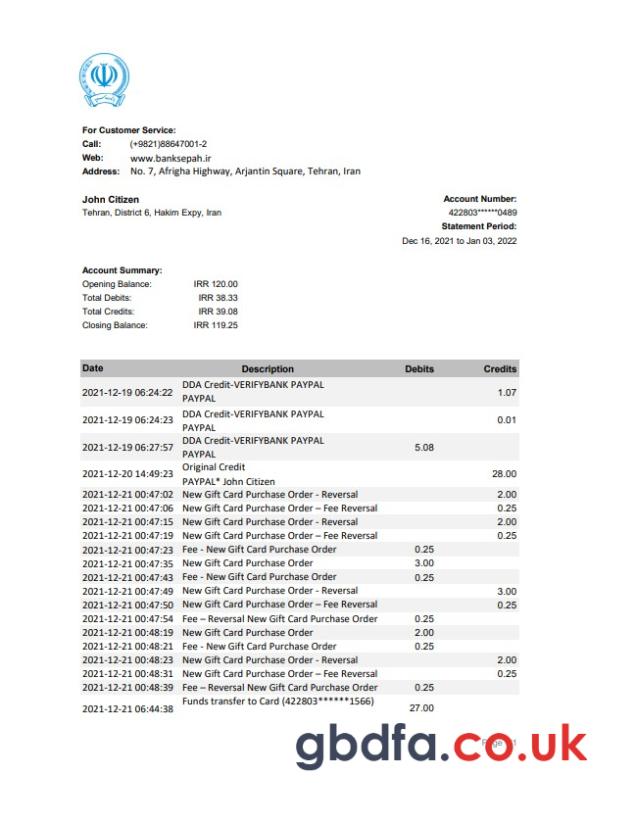 For Customer Service:
Call: (+9821)88647001-2
Web: www.banksepah.ir
Address: No. 7, Afrigha Highway, Arjantin Square, Tehran, Iran
John Citizen Account Number:
Tehran, District 6, Hakim Expy, Iran 422803******0489
Statement Period:
Dec 16, 2021 to Jan 03, 2022
Account Summary:
Opening Balance: IRR 120.00
Total Debits: IRR 38.33
Total Credits: IRR 39.08
Closing Balance: IRR 119.25
Date Description Debits Credits
2021-12-19 06:24:22 DDA Credit-VERIFYBANK PAYPAL 1.07
PAYPAL
2021-12-19 06:24:23 DDA Credit-VERIFYBANK PAYPAL 0.01
PAYPAL
2021-12-19 06:27:57 DDA Credit-VERIFYBANK PAYPAL 5.08
PAYPAL
2021-12-20 14:49:23 Original Credit 28.00
PAYPAL* John Citizen
2021-12-21 00:47:02 New Gift Card Purchase Order - Reversal 2.00
2021-12-21 00:47:06 New Gift Card Purchase Order – Fee Reversal 0.25
2021-12-21 00:47:15 New Gift Card Purchase Order - Reversal 2.00
2021-12-21 00:47:19 New Gift Card Purchase Order – Fee Reversal 0.25
2021-12-21 00:47:23 Fee - New Gift Card Purchase Order 0.25
2021-12-21 00:47:35 New Gift Card Purchase Order 3.00
2021-12-21 00:47:43 Fee - New Gift Card Purchase Order 0.25
2021-12-21 00:47:49 New Gift Card Purchase Order - Reversal 3.00
2021-12-21 00:47:50 New Gift Card Purchase Order – Fee Reversal 0.25
2021-12-21 00:47:54 Fee – Reversal New Gift Card Purchase Order 0.25
2021-12-21 00:48:19 New Gift Card Purchase Order 2.00
2021-12-21 00:48:21 Fee - New Gift Card Purchase Order 0.25
2021-12-21 00:48:23 New Gift Card Purchase Order - Reversal 2.00
2021-12-21 00:48:31 New Gift Card Purchase Order – Fee Reversal 0.25
2021-12-21 00:48:39 Fee – Reversal New Gift Card Purchase Order 0.25
2021-12-21 06:44:38 Funds transfer to Card (422803******1566) 27.00
gbdfa.co.uk